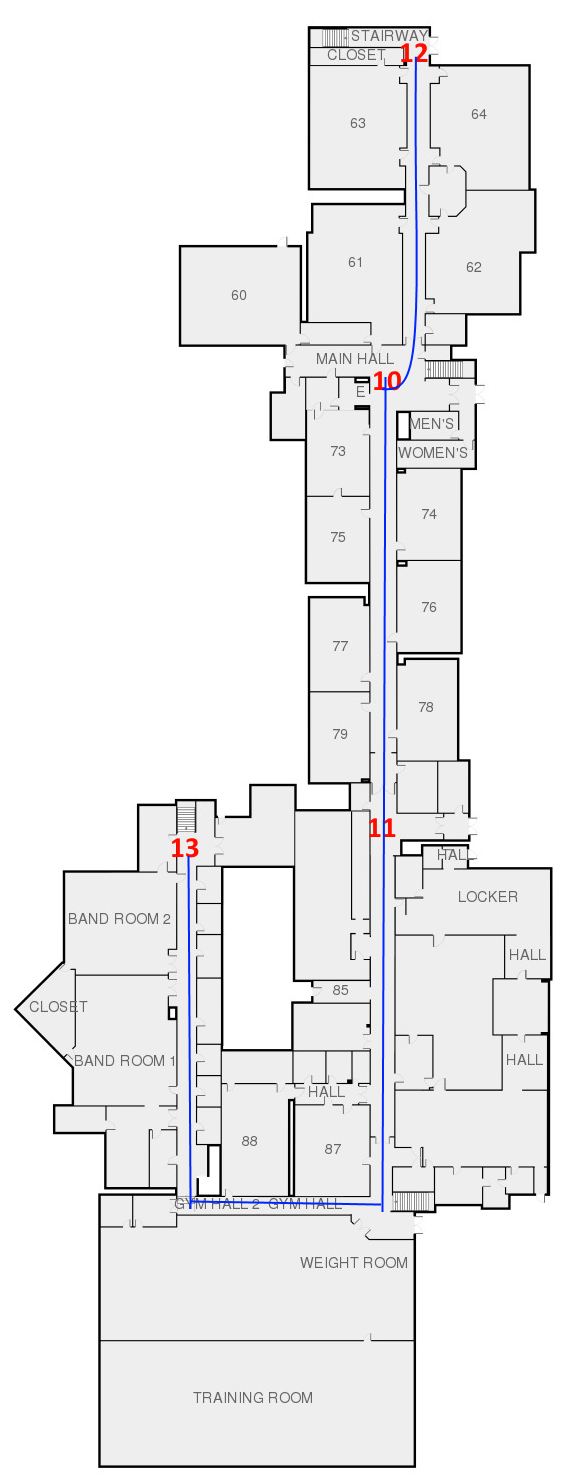 STAIRWAY
12
CLOSET
63
64
61
62
60
MAIN HALL
10
E
MEN'S
WOMEN'S
73
74
75
76
77
78
79
11
13
HALL
LOCKER
BAND ROOM 2
HALL
85
CLOSET
BAND ROOM 1
HALL
HALL
88
87
GYM HALL 2 GYM HALL
WEIGHT ROOM
TRAINING ROOM